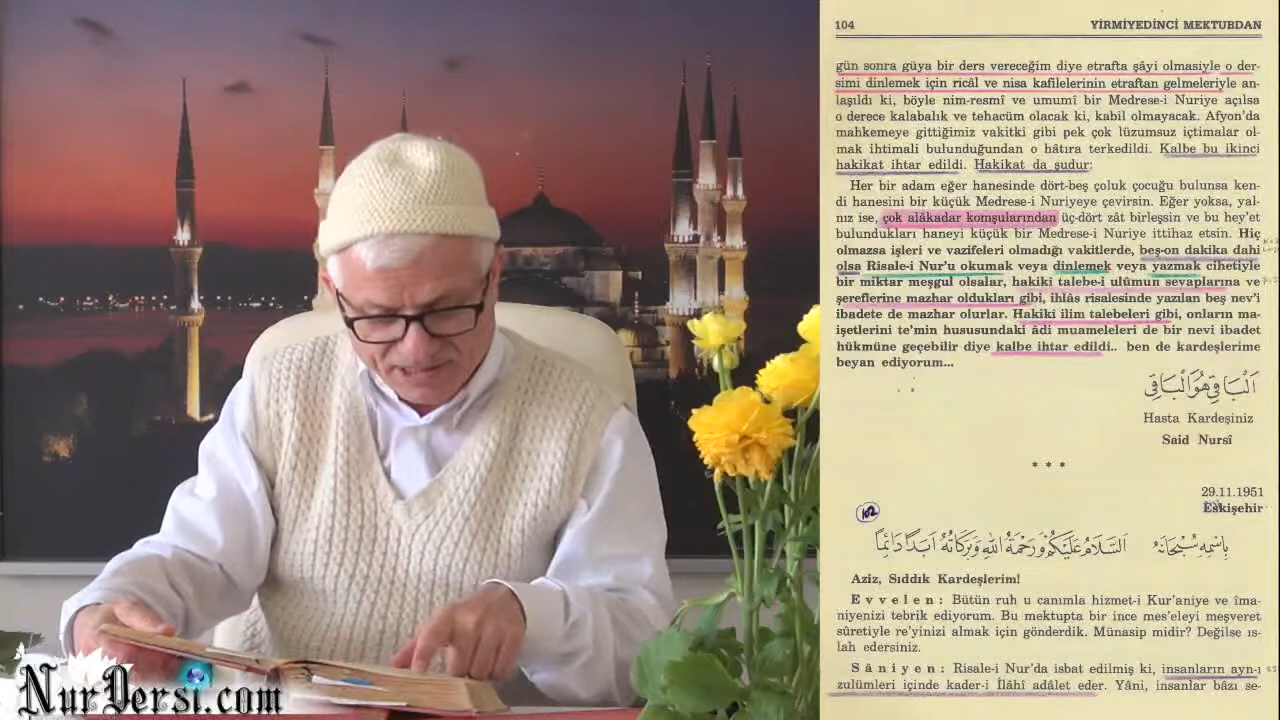 104 YİRMİYEDİNCİ MEKTUBDAN
gün sonra güya bir ders vereceğim diye etrafta şâyi olmasiyle o der-
simi dinlemek için ricâl ve nisa kafilelerinin etraftan gelmeleriyle an-
laşıldı ki, böyle nim-resmî ve umumî bir Medrese-i Nuriye açılsa
o derece kalabalık ve tehacüm olacak ki, kabil olmayacak. Afyon'da
mahkemeye gittiğimiz vakitki gibi pek çok lüzumsuz içtimalar ol-
mak ihtimali bulunduğundan o hâtıra terkedildi. Kalbe bu ikinci
hakikat ihtar edildi. Hakikat da şudur:
Her bir adam eğer hanesinde dört-beş çoluk çocuğu bulunsa ken-
di hanesini bir küçük Medrese-i Nuriyeye çevirsin. Eğer yoksa, yal-
nız ise, çok alâkadar komşularından üç-dört zât birleşsin ve bu hey'et
bulundukları haneyi küçük bir Medrese-i Nuriye ittihaz etsin. Hiç
olmazsa işleri ve vazifeleri olmadığı vakitlerde, beş-on dakika dahi
olsa Risale-i Nur'u okumak veya dinlemek veya yazmak cihetiyle
bir miktar meşgul olsalar, hakikî talebe-i ulûmun sevaplarına ve
şereflerine mazhar oldukları gibi, ihlâs risalesinde yazılan beş nev'i
ibadete de mazhar olurlar. Hakikî ilim talebeleri gibi, onların ma-
işetlerini te'min hususundaki âdi muameleleri de bir nevi ibadet
hükmüne geçebilir diye kalbe ihtar edildi.. ben de kardeşlerime
beyan ediyorum...
اَلْبَاقِي هُوَ الْبَاقِي
Hasta Kardeşiniz
Said Nursî
* * *
29.11.1951
Eskişehir
102
بِاسْمِهِ سُبْحَانَهُ اَلسَّلَامُ عَلَيْكُمْ وَرَحْمَةُ اللهِ وَبَرَكَاتُهُ اَبَدًا دَائِمًا
Aziz, Sıddık Kardeşlerim!
Evvelen: Bütün ruh u canımla hizmet-i Kur'aniye ve îma-
niyenizi tebrik ediyorum. Bu mektupta bir ince mes'eleyi meşveret
sûretiyle re'yinizi almak için gönderdik. Münasip midir? Değilse ıs-
lah edersiniz.
Sâniyen: Risale-i Nur'da isbat edilmiş ki, insanların ayn-ı
zulümleri içinde kader-i İlâhî adâlet eder. Yâni, insanlar bâzı se-
NurDersi.com